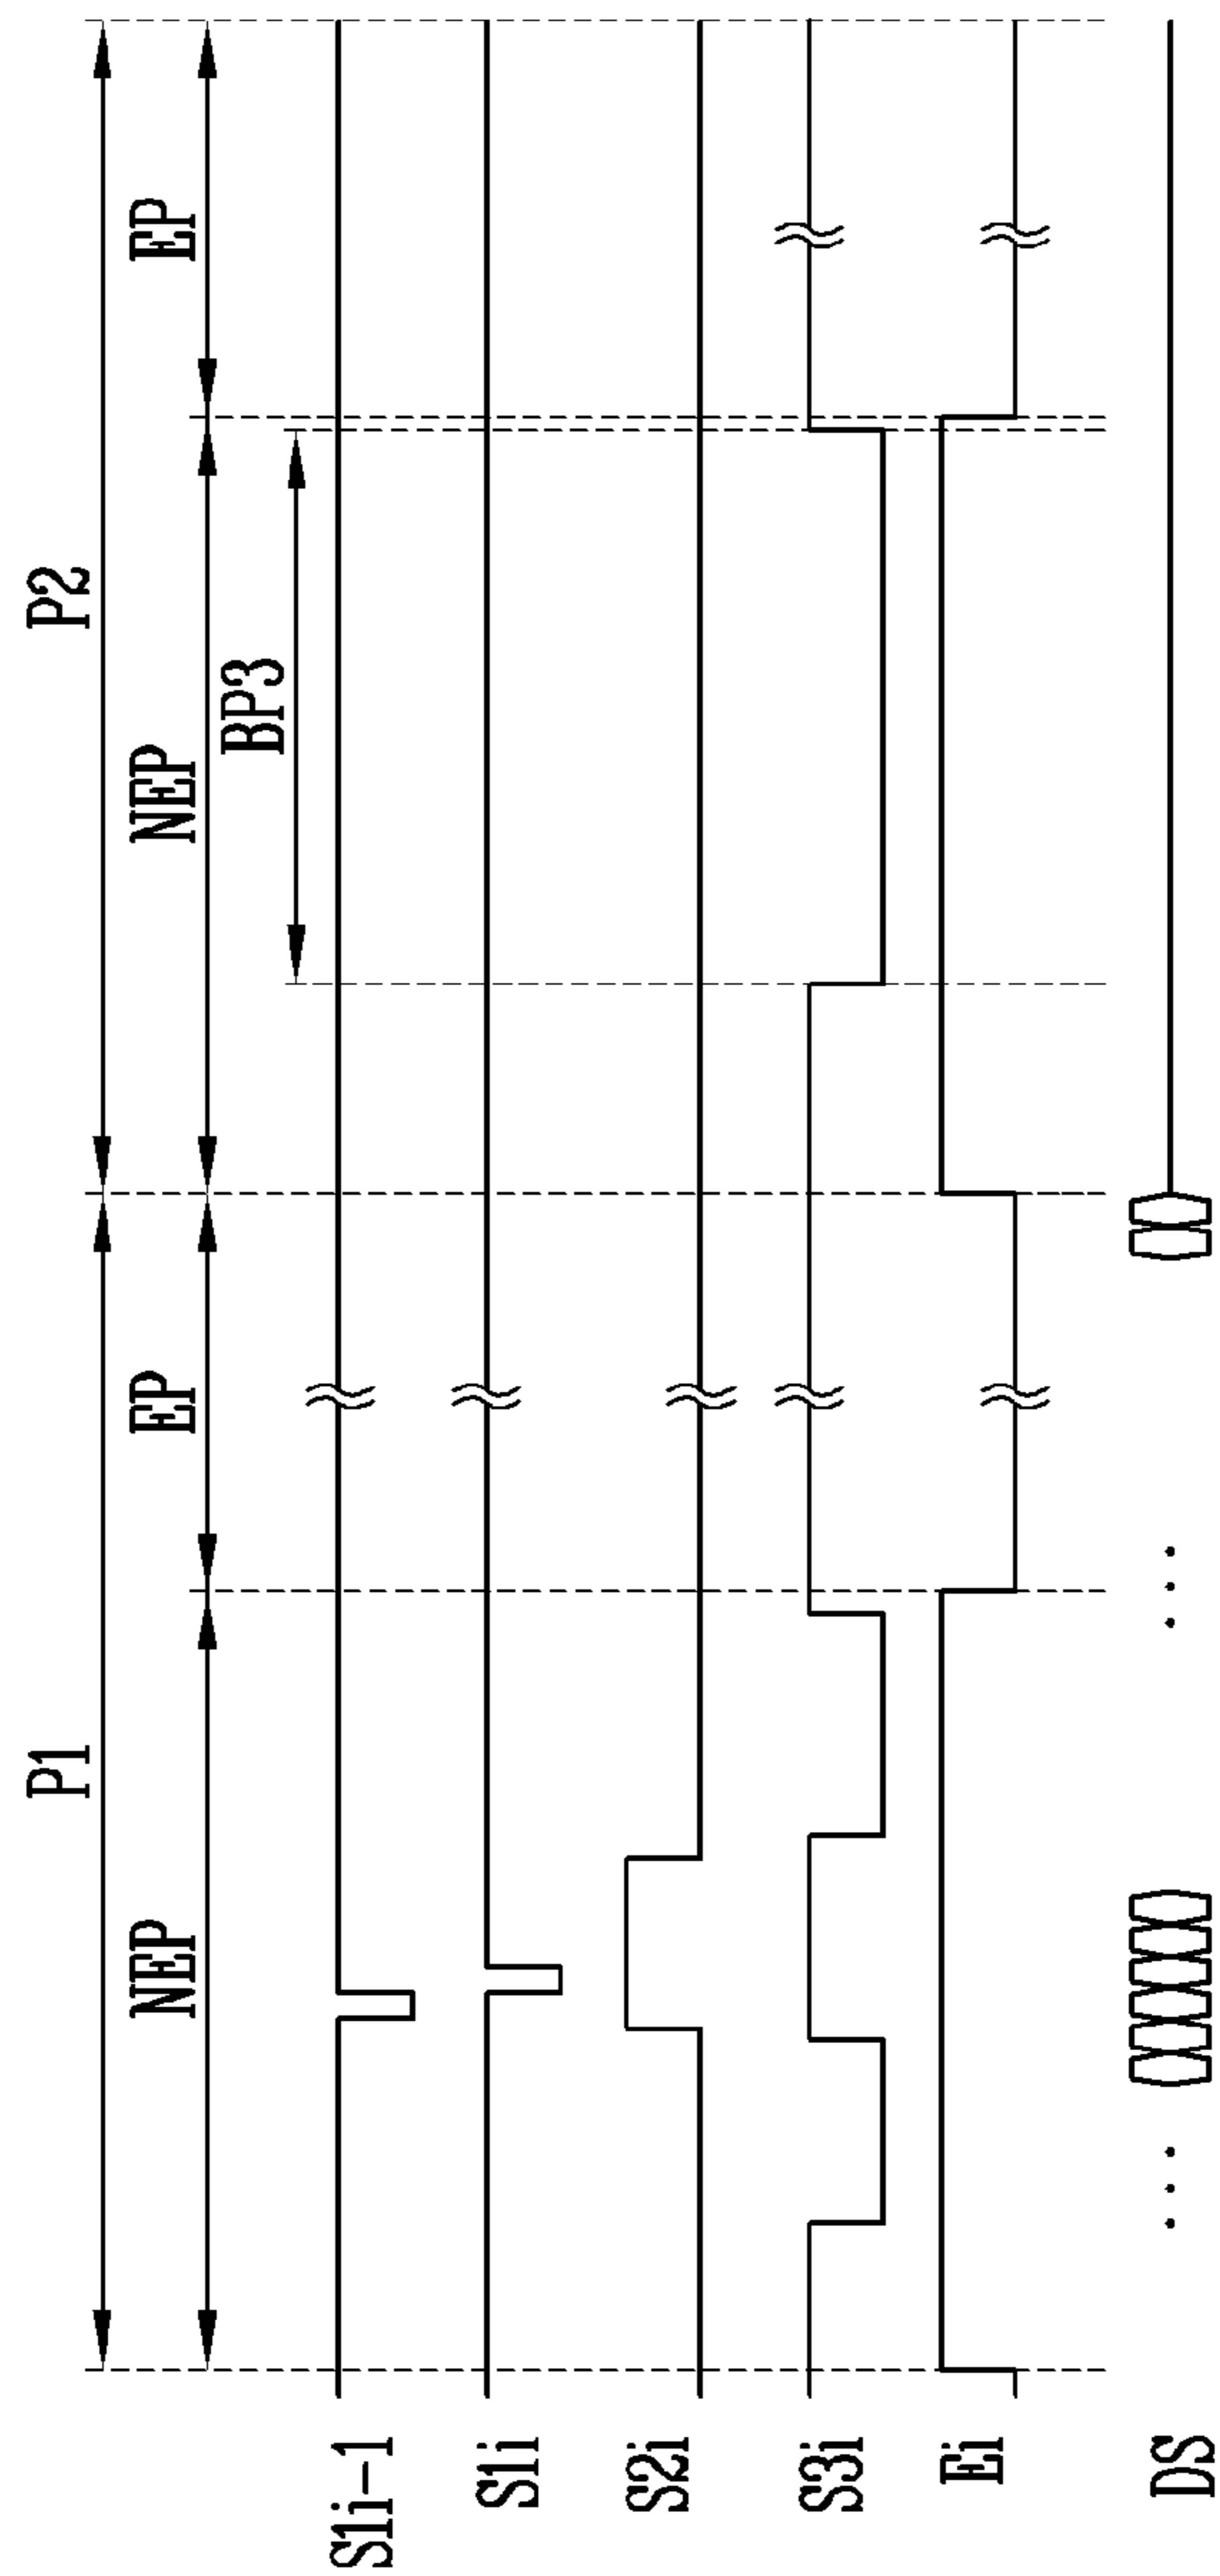 P1 P2
NEP EP NEP EP
BP3
S1i-1
S1i
S2i
S3i
Ei
DS